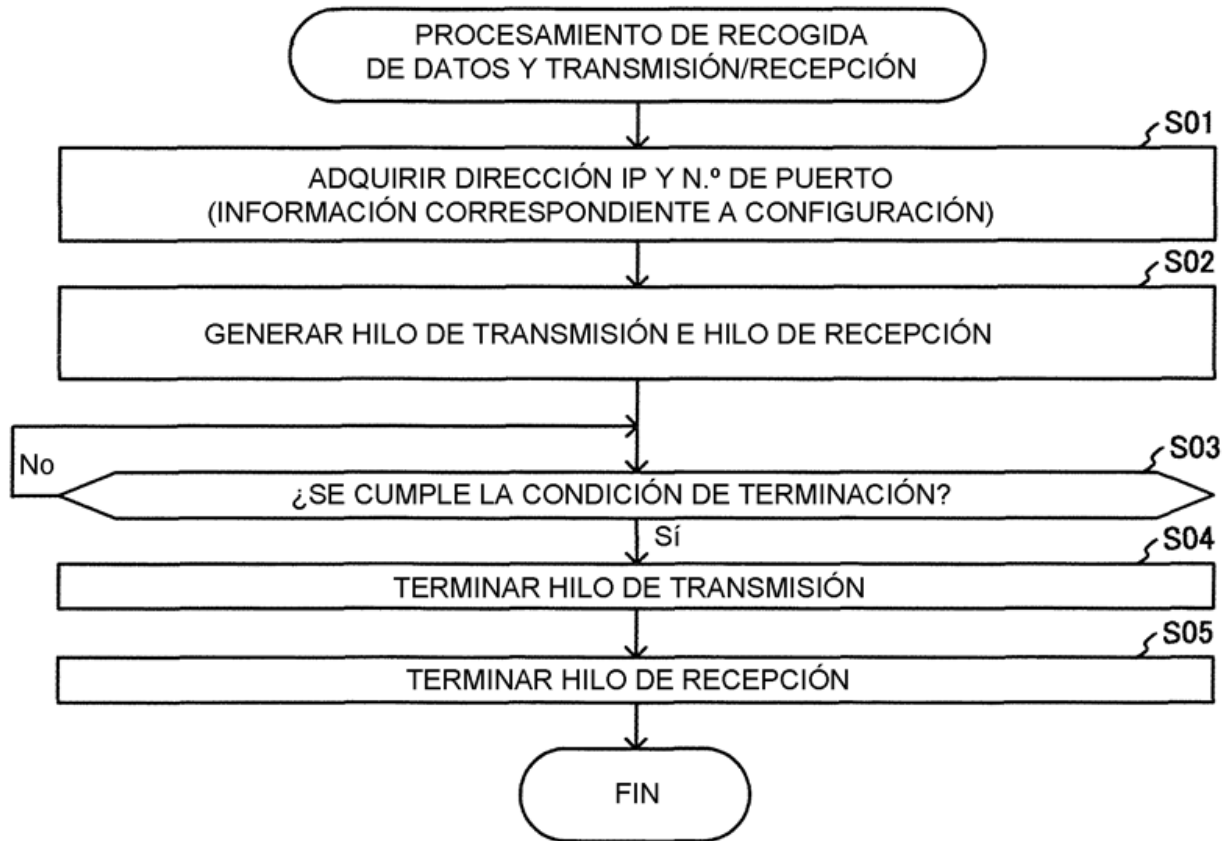 PROCESAMIENTO DE RECOGIDA
DE DATOS Y TRANSMISIÓN/RECEPCIÓN
S01
ADQUIRIR DIRECCIÓN IP Y N.º DE PUERTO
(INFORMACIÓN CORRESPONDIENTE A CONFIGURACIÓN)
S02
GENERAR HILO DE TRANSMISIÓN E HILO DE RECEPCIÓN
No
S03
¿SE CUMPLE LA CONDICIÓN DE TERMINACIÓN?
Sí
S04
TERMINAR HILO DE TRANSMISIÓN
S05
TERMINAR HILO DE RECEPCIÓN
FIN